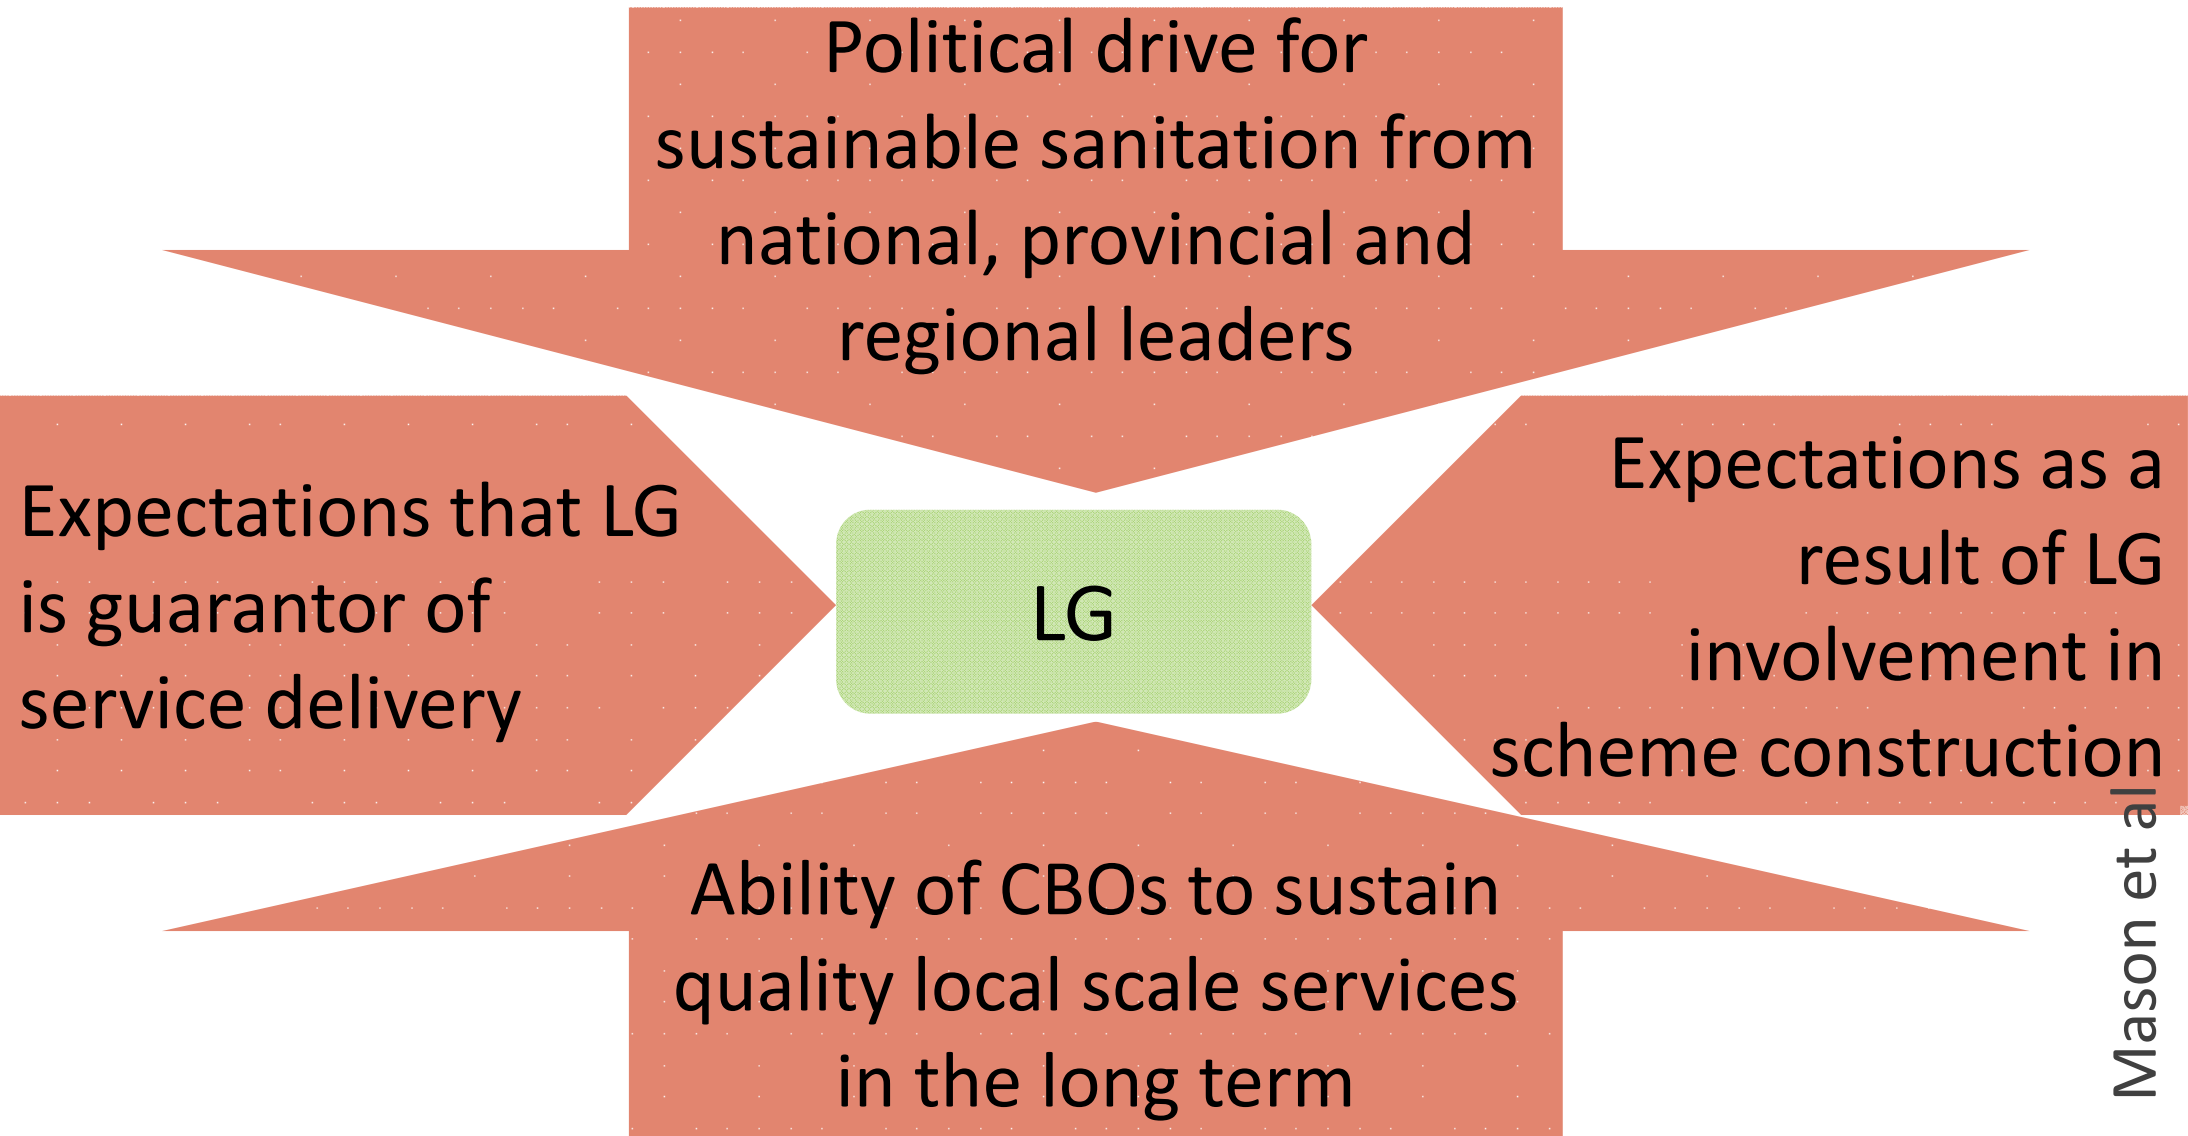 Political drive for
sustainable sanitation from
national, provincial and
regional leaders
Expectations that LG
is guarantor of
service delivery
LG
Expectations as a
result of LG
involvement in
scheme construction
Ability of CBOs to sustain
quality local scale services
in the long term
Mason et al